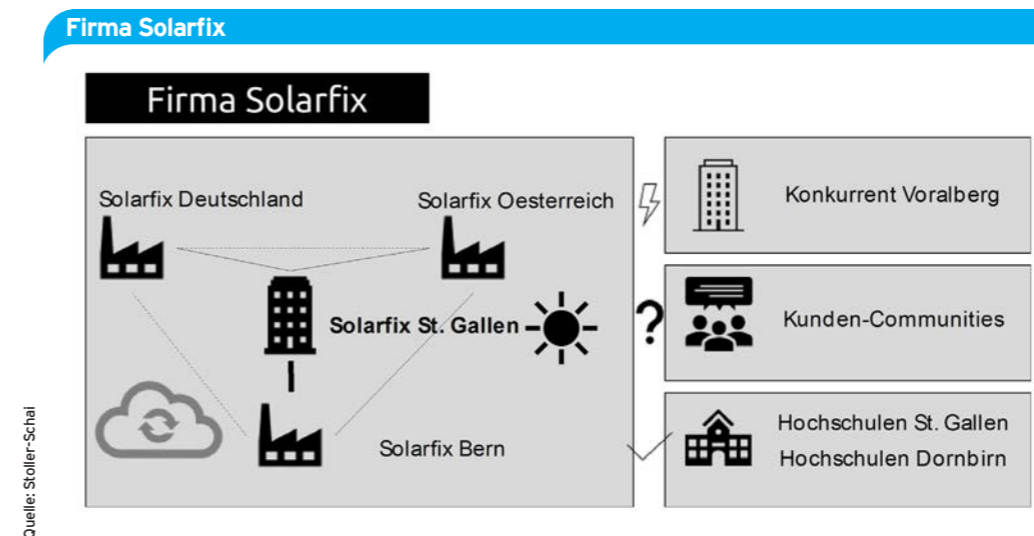 Firma Solarfix
Firma Solarfix
Solarfix Deutschland
Solarfix Oesterreich
Solarfix St. Gallen
Solarfix Bern
Konkurrent Voralberg
?
Kunden-Communities
Hochschulen St. Gallen
Hochschulen Dornbirn
Quelle: Stoller-Schai